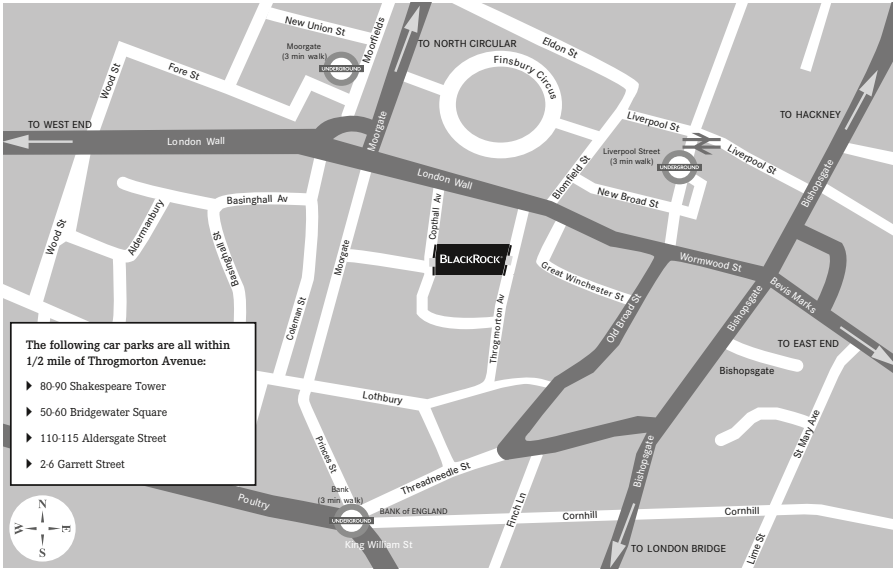 New Union St
Moorfields
TO NORTH CIRCULAR
Eldon St
Moorgate
(3 min walk)
UNDERGROUND
Finsbury Circus
Fore St
Wood St
TO WEST END
London Wall
Moorgate
Liverpool St
TO HACKNEY
Liverpool Street
(3 min walk)
UNDERGROUND
Liverpool St
Bishopsgate
London Wall
Blomfield St
New Broad St
Basinghall Av
Copthall Av
Aldermanbury
Wood St
Basinghall St
Moorgate
BLACKROCK
Wormwood St
Great Winchester St
Bevis Marks
Bishopsgate
Old Broad St
Coleman St
Throgmorton Av
TO EAST END
Bishopsgate
The following car parks are all within
1/2 mile of Throgmorton Avenue:
80-90 Shakespeare Tower
50-60 Bridgewater Square
110-115 Aldersgate Street
2-6 Garrett Street
Lothbury
St Mary Axe
Princes St
Bishopsgate
Threadneedle St
Bank
(3 min walk)
UNDERGROUND
BANK of ENGLAND
Poultry
Finch Ln
Cornhill
Cornhill
King William St
TO LONDON BRIDGE
Lime St
N
W
E
S